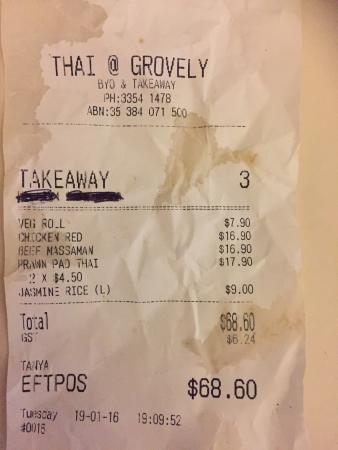 THAI @ GROVELY
BYO & TAKEAWAY
PH:3354 1478
ABN:35 384 071 500
TAKEAWAY 3
VEG ROLL $7.90
CHICKEN RED $16.90
BEEF MASSAMAN $16.90
PRAWN PAD THAI $17.90
2 X $4.50
JASMINE RICE (L) $9.00
Total $68.60
GST $6.24
TANYA
EFTPOS $68.60
Tuesday 19-01-16 19:09:52
#0016